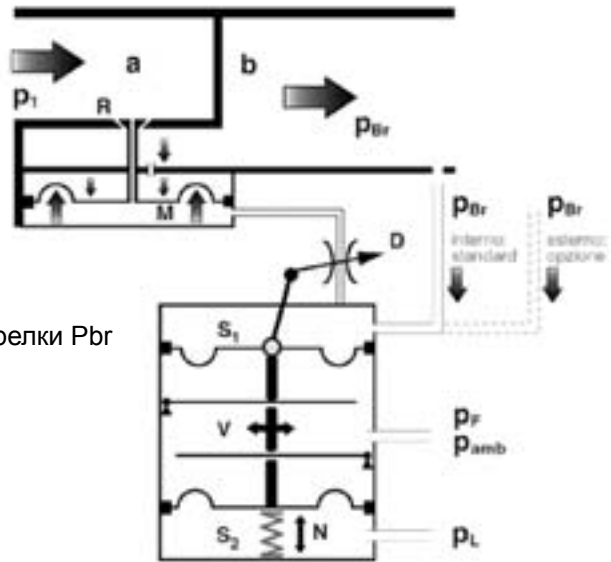 a
b
p1
R
pBr
M
D
pBr
pBr
interno:
standard
esterno:
opzione
релки Pbr
S1
V
pF
pamb
S2
N
pL